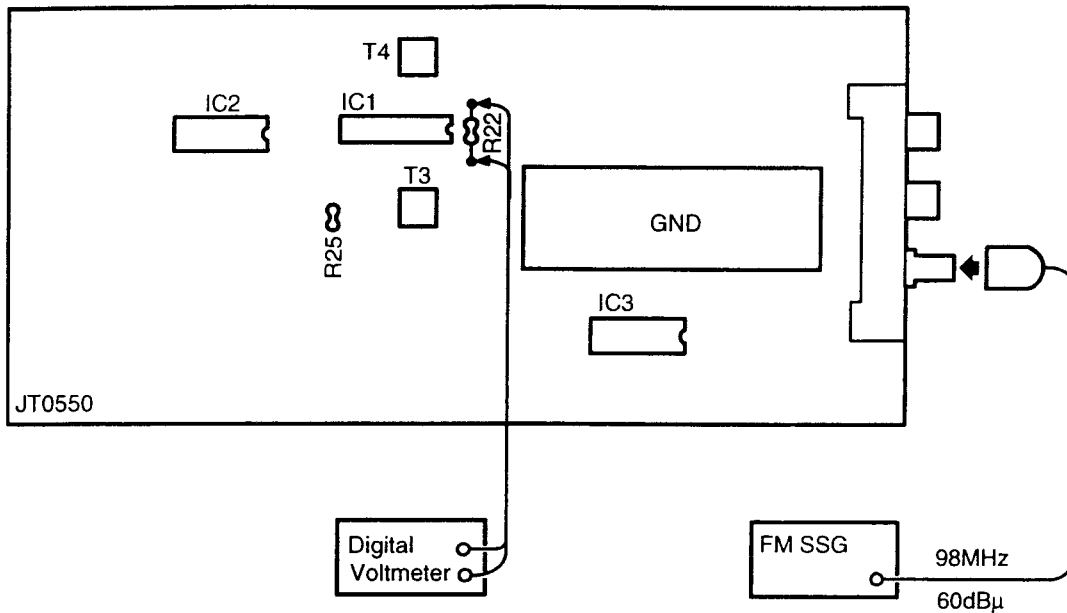 T4
IC2
IC1
R22
T3
R25
GND
IC3
JT0550
Digital
Voltmeter
FM SSG
98MHz
60dBµ